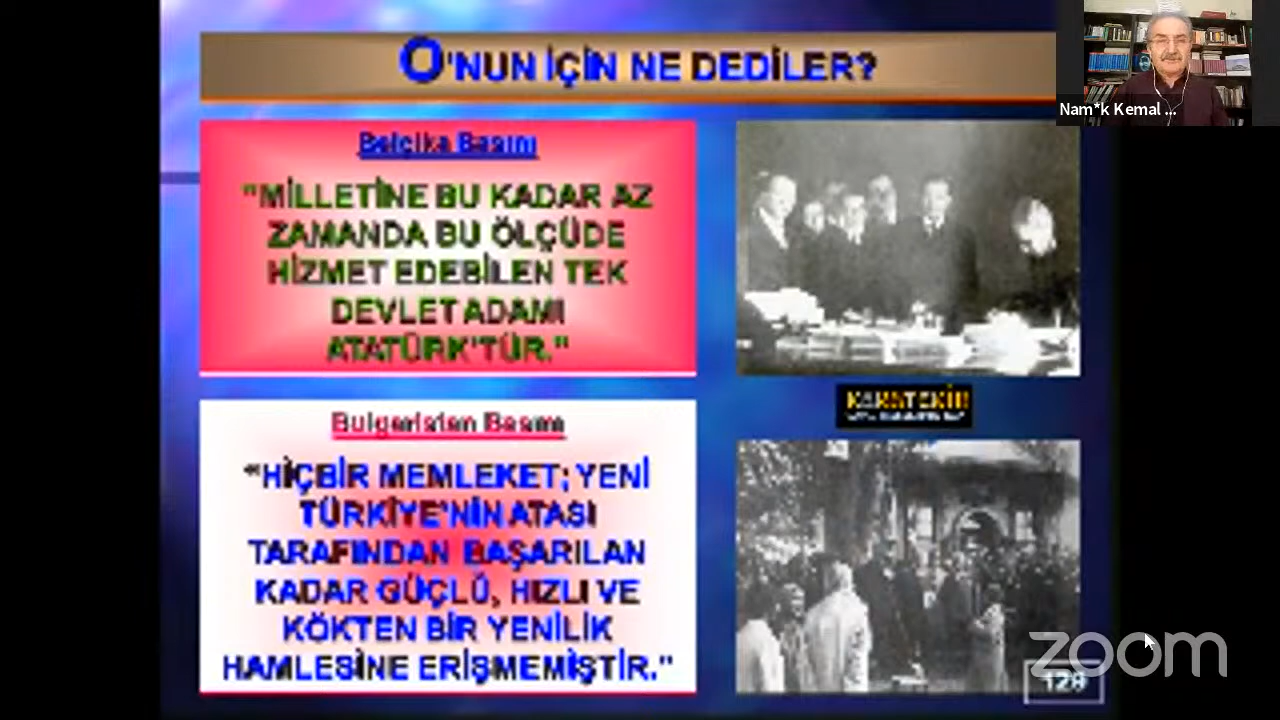 O'NUN İÇİN NE DEDİLER?
Nam*k Kemal ...
Belçika Basını
"MİLLETİNE BU KADAR AZ
ZAMANDA BU ÖLÇÜDE
HİZMET EDEBİLEN TEK
DEVLET ADAMI
ATATÜRK'TÜR."
KARATEKİN
Bulgaristan Basını
"HİÇBİR MEMLEKET; YENİ
TÜRKİYE'NİN ATASI
TARAFINDAN BAŞARILAN
KADAR GÜÇLÜ, HIZLI VE
KÖKTEN BİR YENİLİK
HAMLESİNE ERİŞMEMİŞTİR."
zoom
128